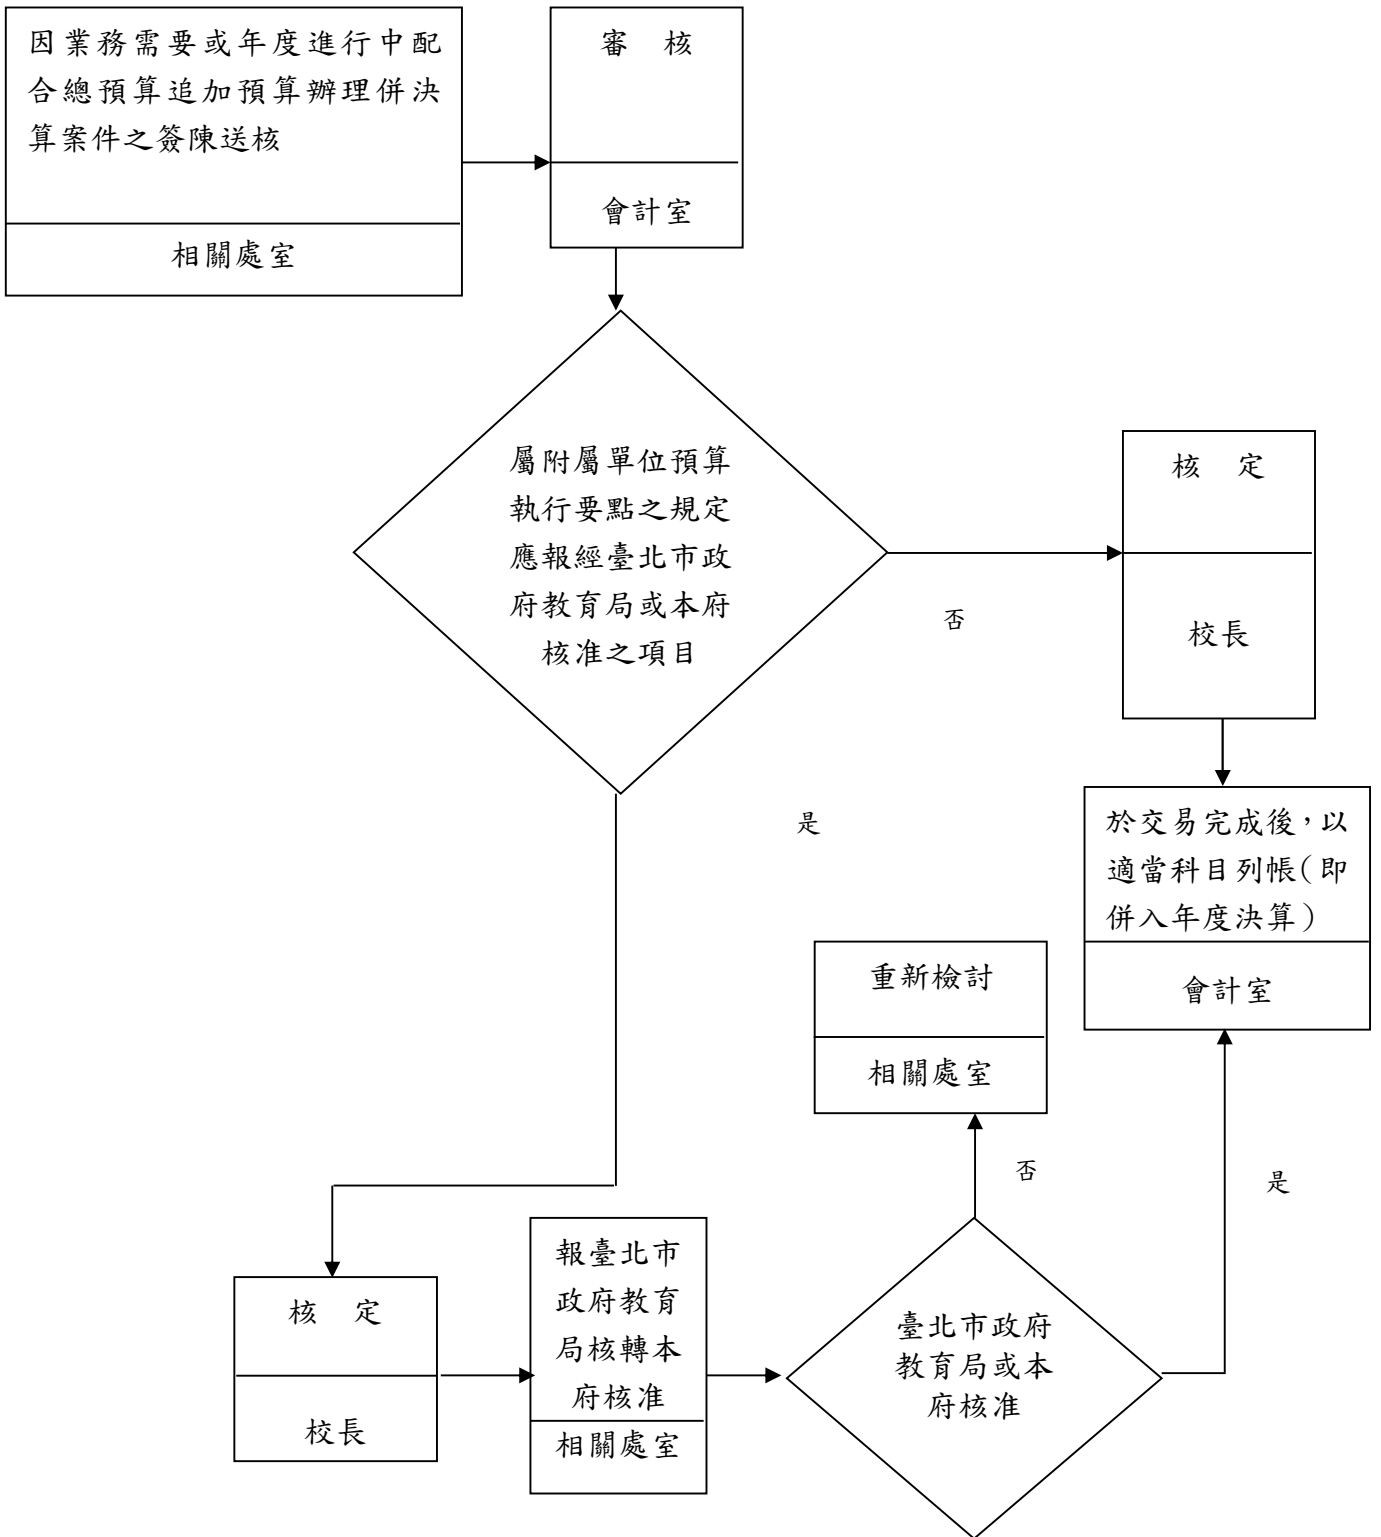 因業務需要或年度進行中配
合總預算追加預算辦理併決
算案件之簽陳送核
相關處室
審　核
會計室
屬附屬單位預算
執行要點之規定
應報經臺北市政
府教育局或本府
核准之項目
否
核　定
校長
是
於交易完成後，以
適當科目列帳（即
併入年度決算）
會計室
重新檢討
相關處室
否
是
核　定
校長
報臺北市
政府教育
局核轉本
府核准
相關處室
臺北市政府
教育局或本
府核准